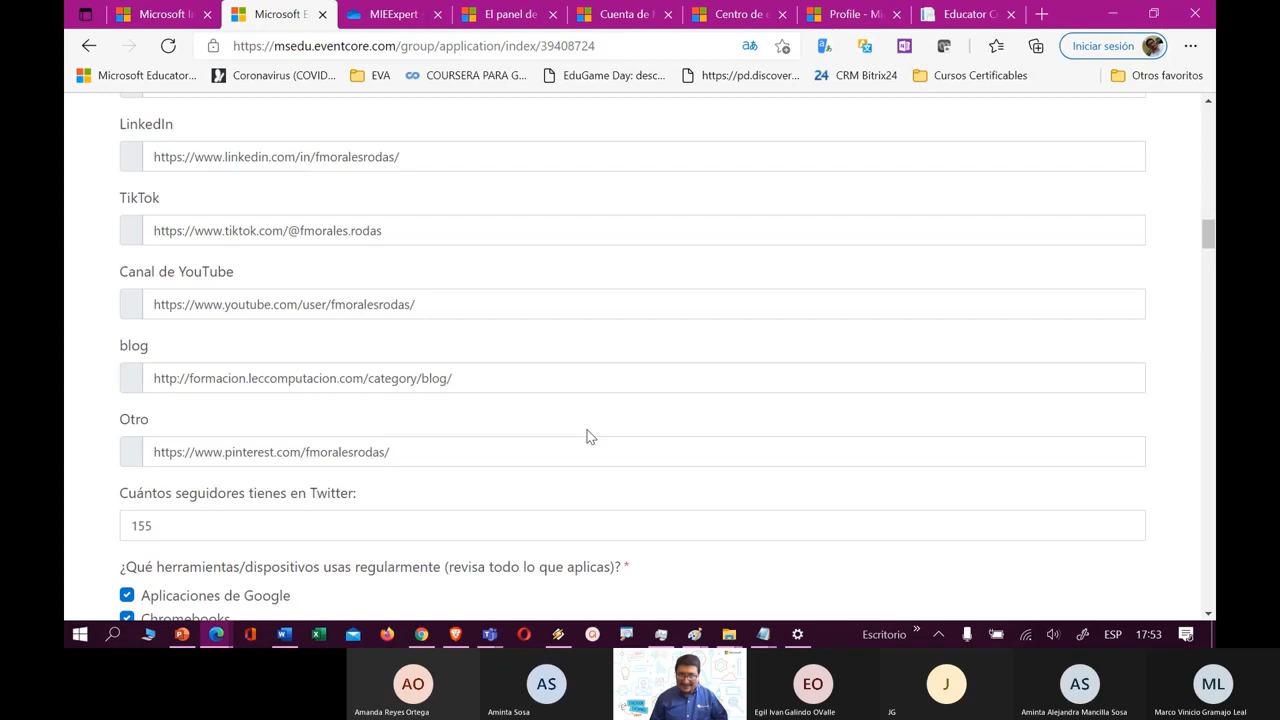 Microsoft I
Microsoft E
MIEExpert -
El panel de
Cuenta de
Centro de
Profile - Mi
Educator C
https://msedu.eventcore.com/group/application/index/39408724
Iniciar sesión
Microsoft Educator...
Coronavirus (COVID...
EVA
COURSERA PARA G...
EduGame Day: desc...
https://pd.discover...
24 CRM Bitrix24
Cursos Certificables
Otros favoritos
LinkedIn
https://www.linkedin.com/in/fmoralesrodas/
TikTok
https://www.tiktok.com/@fmorales.rodas
Canal de YouTube
https://www.youtube.com/user/fmoralesrodas/
blog
http://formacion.leccomputacion.com/category/blog/
Otro
https://www.pinterest.com/fmoralesrodas/
Cuántos seguidores tienes en Twitter:
155
¿Qué herramientas/dispositivos usas regularmente (revisa todo lo que aplicas)? *
Aplicaciones de Google
Chromebooks
Escritorio
ESP
17:53
AO
AS
EO
J
AS
ML
Amanda Reyes Ortega
Aminta Sosa
Egil Ivan Galindo OValle
JG
Aminta Alejandra Mancilla Sosa
Marco Vinicio Gramajo Leal